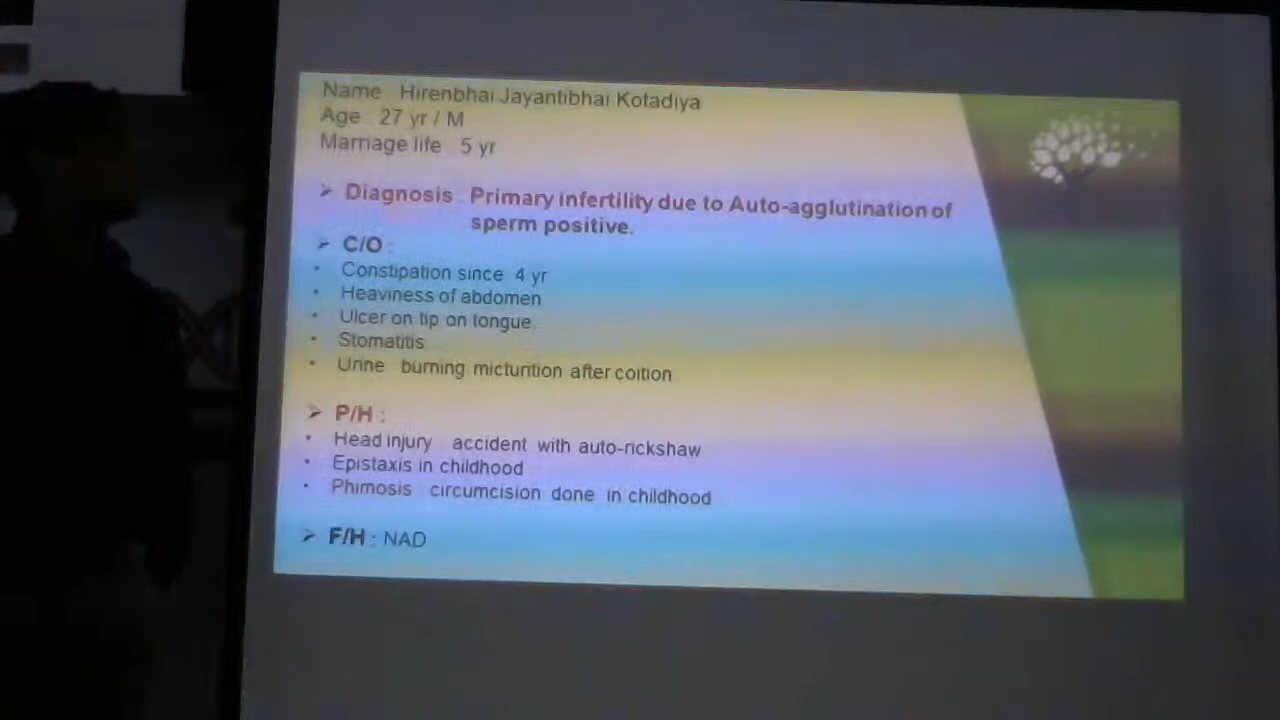 Name : Hirenbhai Jayantibhai Kotadiya
Age : 27 yr / M
Marriage life : 5 yr
➢ Diagnosis : Primary infertility due to Auto-agglutination of
sperm positive.
➢ C/O :
• Constipation since 4 yr
• Heaviness of abdomen
• Ulcer on tip on tongue
• Stomatitis
• Urine burning micturition after coition
➢ P/H :
• Head injury accident with auto-rickshaw
• Epistaxis in childhood
• Phimosis circumcision done in childhood
➢ F/H : NAD